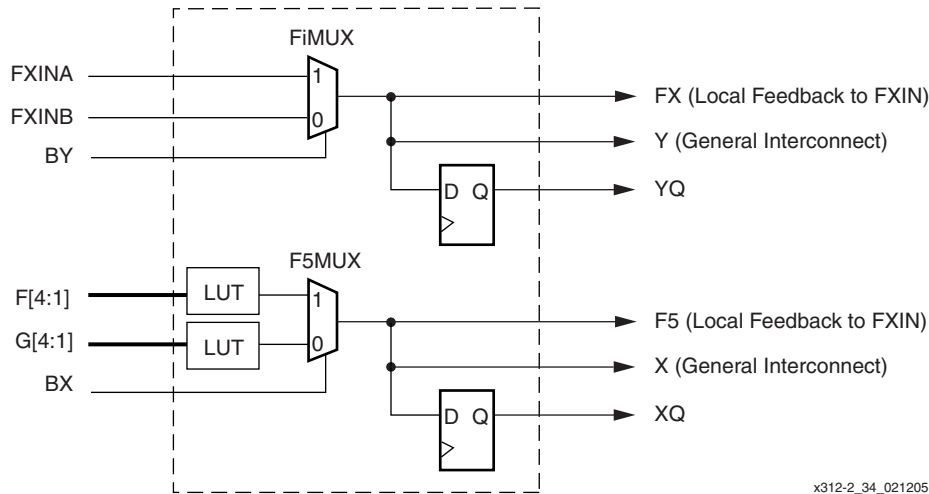 FiMUX
FXINA
1
FX (Local Feedback to FXIN)
FXINB
0
Y (General Interconnect)
BY
D Q
YQ
F5MUX
F[4:1]
LUT
1
F5 (Local Feedback to FXIN)
G[4:1]
LUT
0
X (General Interconnect)
BX
D Q
XQ
x312-2_34_021205